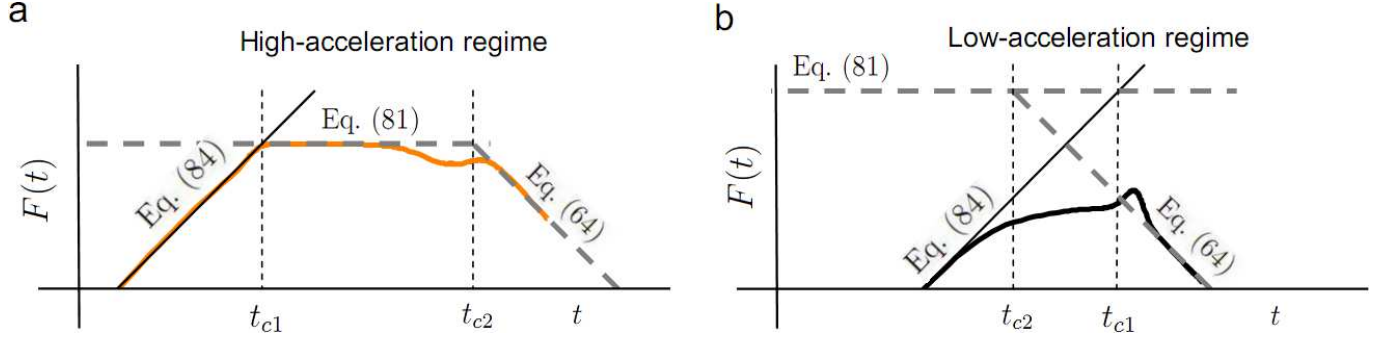 a
High-acceleration regime
F(t)
Eq. (84)
Eq. (81)
Eq. (64)
t_{c1}
t_{c2}
t
b
Low-acceleration regime
Eq. (81)
F(t)
Eq. (84)
Eq. (64)
t_{c2}
t_{c1}
t